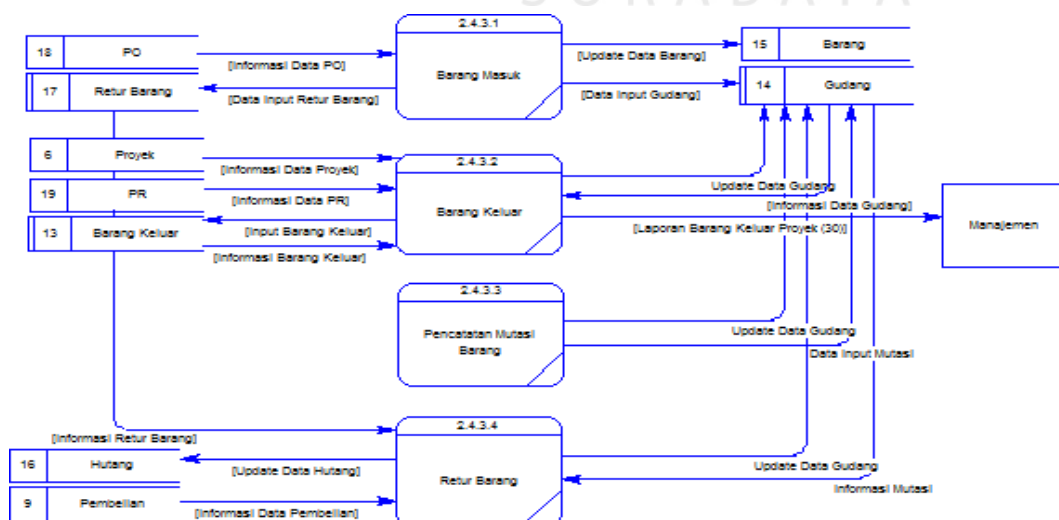 SURADATA
2.4.3.1
Barang Masuk
18 PO
[Informasi Data PO]
[Update Data Barang]
15 Barang
17 Retur Barang
[Data Input Retur Barang]
[Data Input Gudang]
14 Gudang
6 Proyek
[Informasi Data Proyek]
2.4.3.2
Barang Keluar
19 PR
[Informasi Data PR]
Update Data Gudang
[Informasi Data Gudang]
13 Barang Keluar
[Input Barang Keluar]
[Informasi Barang Keluar]
[Laporan Barang Keluar Proyek (30)]
Manajemen
2.4.3.3
Pencatatan Mutasi
Barang
Update Data Gudang
Data Input Mutasi
2.4.3.4
Retur Barang
[Informasi Retur Barang]
16 Hutang
[Update Data Hutang]
Update Data Gudang
Informasi Mutasi
9 Pembelian
[Informasi Data Pembelian]